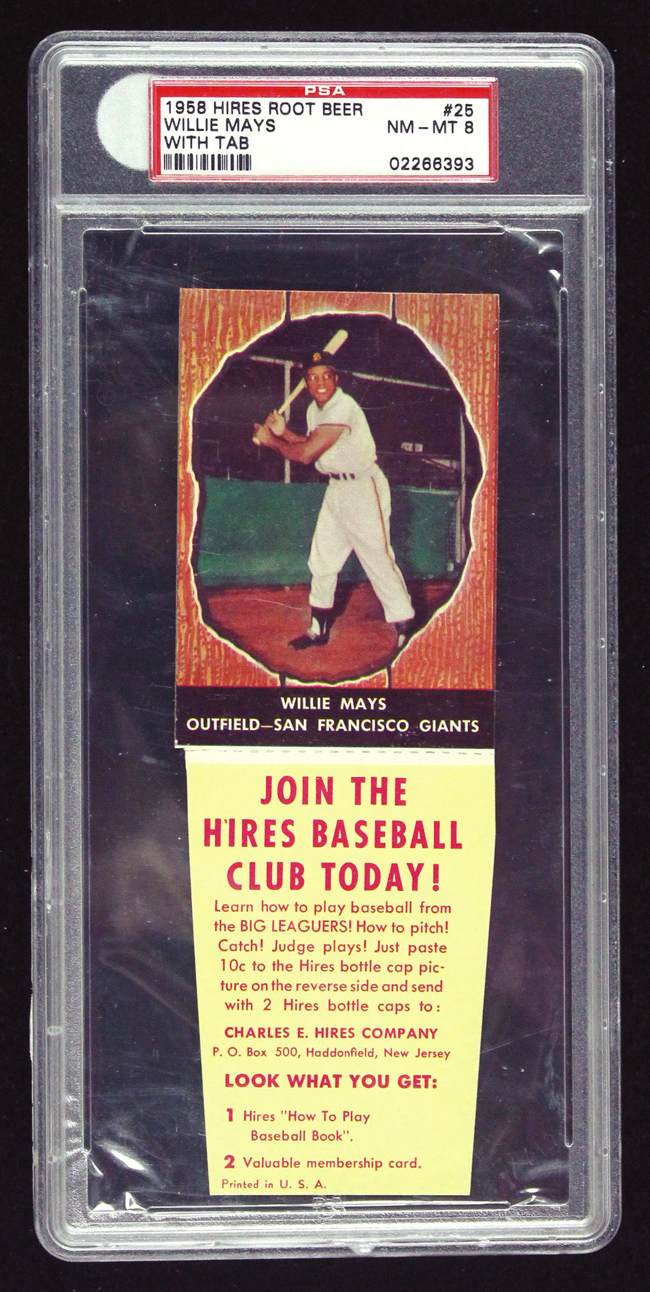 PSA
1958 HIRES ROOT BEER #25
WILLIE MAYS NM-MT 8
WITH TAB
02266393
WILLIE MAYS
OUTFIELD—SAN FRANCISCO GIANTS
JOIN THE
HIRES BASEBALL
CLUB TODAY!
Learn how to play baseball from
the BIG LEAGUERS! How to pitch!
Catch! Judge plays! Just paste
10c to the Hires bottle cap pic-
ture on the reverse side and send
with 2 Hires bottle caps to:
CHARLES E. HIRES COMPANY
P. O. Box 500, Haddonfield, New Jersey
LOOK WHAT YOU GET:
1 Hires "How To Play
Baseball Book".
2 Valuable membership card.
Printed in U. S. A.